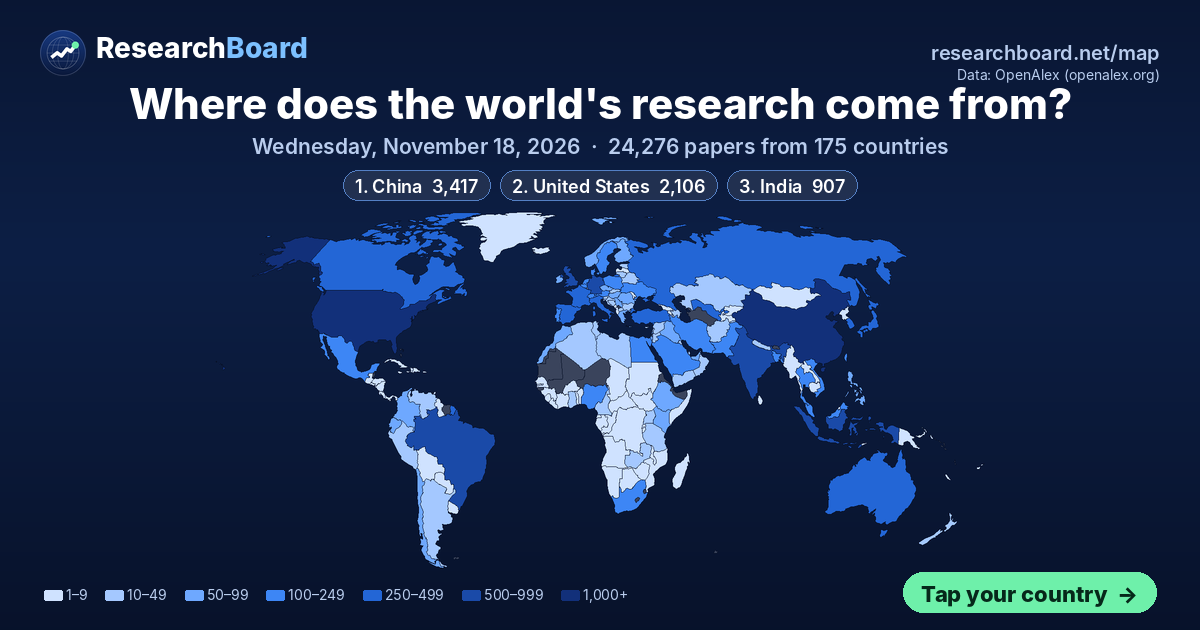 ResearchBoard
researchboard.net/map
Data: OpenAlex (openalex.org)
Where does the world's research come from?
Wednesday, November 18, 2026 · 24,276 papers from 175 countries
1. China 3,417 2. United States 2,106 3. India 907
1–9 10–49 50–99 100–249 250–499 500–999 1,000+
Tap your country →